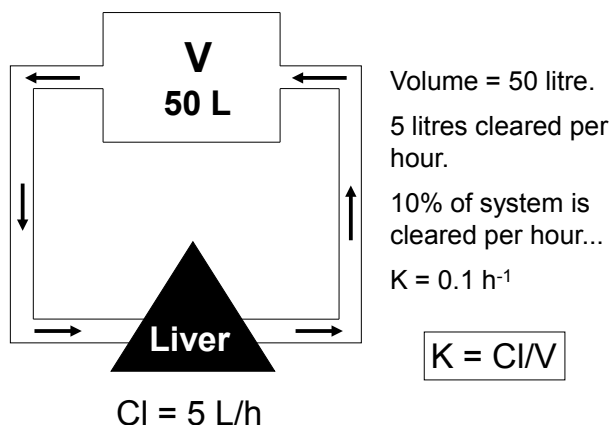 V
50 L
Volume = 50 litre.
5 litres cleared per
hour.
10% of system is
cleared per hour...
K = 0.1 h⁻¹
Liver
K = Cl/V
Cl = 5 L/h